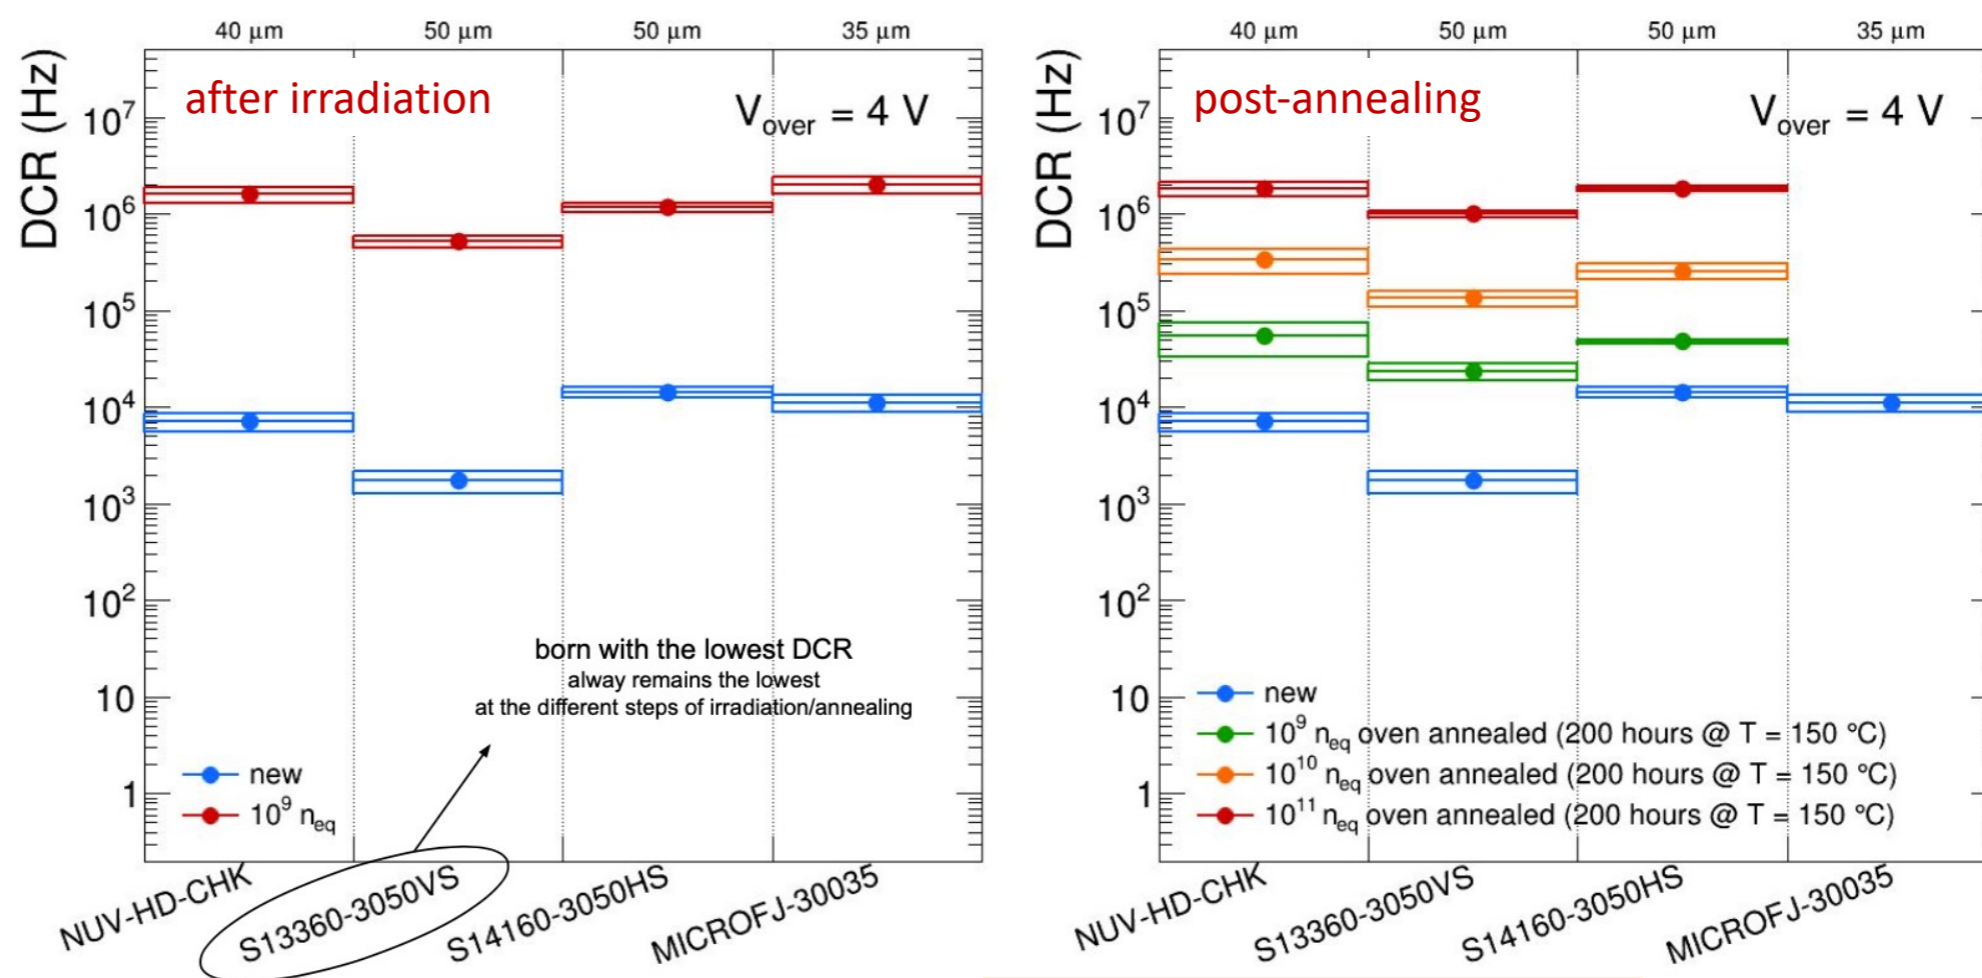 40 μm 50 μm 50 μm 35 μm
DCR (Hz)
after irradiation
V_over = 4 V
10^7
10^6
10^5
10^4
10^3
10^2
10
1
born with the lowest DCR
alway remains the lowest
at the different steps of irradiation/annealing
new
10^9 n_eq
NUV-HD-CHK
S13360-3050VS
S14160-3050HS
MICROFJ-30035
40 μm 50 μm 50 μm 35 μm
DCR (Hz)
post-annealing
V_over = 4 V
10^7
10^6
10^5
10^4
10^3
10^2
10
1
new
10^9 n_eq oven annealed (200 hours @ T = 150 °C)
10^10 n_eq oven annealed (200 hours @ T = 150 °C)
10^11 n_eq oven annealed (200 hours @ T = 150 °C)
NUV-HD-CHK
S13360-3050VS
S14160-3050HS
MICROFJ-30035